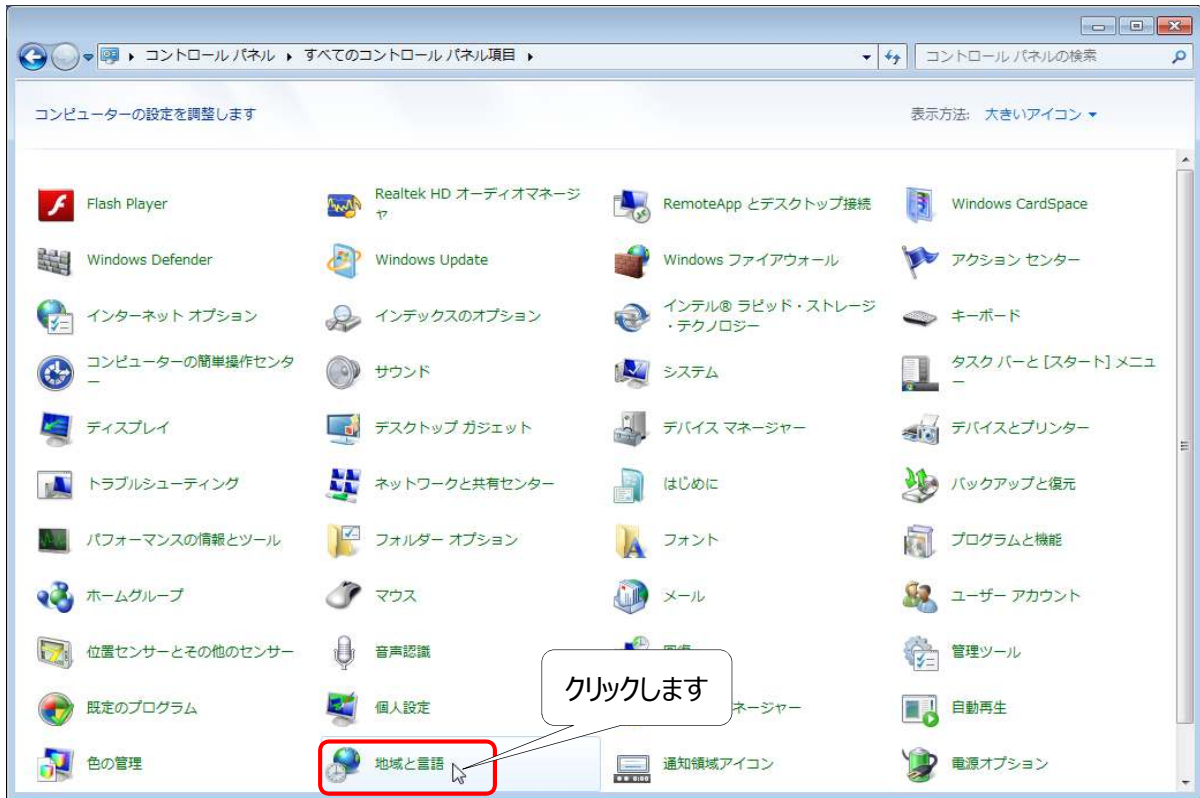 コントロール パネル すべてのコントロール パネル項目
コントロール パネルの検索
コンピューターの設定を調整します
表示方法: 大きいアイコン
Flash Player
Realtek HD オーディオマネージ
ャ
RemoteApp とデスクトップ接続
Windows CardSpace
Windows Defender
Windows Update
Windows ファイアウォール
アクション センター
インターネット オプション
インデックスのオプション
インテル® ラピッド・ストレージ
・テクノロジー
キーボード
コンピューターの簡単操作センタ
ー
サウンド
システム
タスク バーと [スタート] メニュ
ー
ディスプレイ
デスクトップ ガジェット
デバイス マネージャー
デバイスとプリンター
トラブルシューティング
ネットワークと共有センター
はじめに
バックアップと復元
パフォーマンスの情報とツール
フォルダー オプション
フォント
プログラムと機能
ホームグループ
マウス
メール
ユーザー アカウント
位置センサーとその他のセンサー
音声認識
管理ツール
クリックします
既定のプログラム
個人設定
ネージャー
自動再生
色の管理
地域と言語
通知領域アイコン
電源オプション